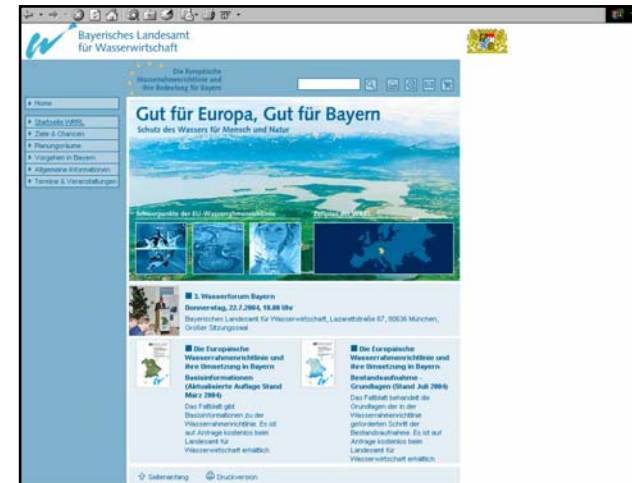 Bayerisches Landesamt
für Wasserwirtschaft
Die Europäische
Wasserrahmenrichtlinie und
ihre Bedeutung für Bayern
Home
Startseite WRRL
Ziele & Chancen
Planungsräume
Vorgehen in Bayern
Allgemeine Informationen
Termine & Veranstaltungen
Gut für Europa, Gut für Bayern
Schutz des Wassers für Mensch und Natur
Schwerpunkte der EU-Wasserrahmenrichtlinie
Zeitplan der WRRL
3. Wasserforum Bayern
Donnerstag, 22.7.2004, 10.00 Uhr
Bayerisches Landesamt für Wasserwirtschaft, Lazarettstraße 67, 80636 München,
Großer Sitzungssaal
Die Europäische
Wasserrahmenrichtlinie und
ihre Umsetzung in Bayern
Basisinformationen
(Aktualisierte Auflage Stand
März 2004)
Das Faltblatt gibt
Basisinformationen zu der
Wasserrahmenrichtlinie. Es ist
auf Anfrage kostenlos beim
Landesamt für
Wasserwirtschaft erhältlich
Die Europäische
Wasserrahmenrichtlinie und
ihre Umsetzung in Bayern
Bestandsaufnahme -
Grundlagen (Stand Juli 2004)
Das Faltblatt behandelt die
Grundlagen der in der
Wasserrahmenrichtlinie
geforderten Schritt der
Bestandsaufnahme. Es ist auf
Anfrage kostenlos beim
Landesamt für
Wasserwirtschaft erhältlich
Seitenanfang
Druckversion